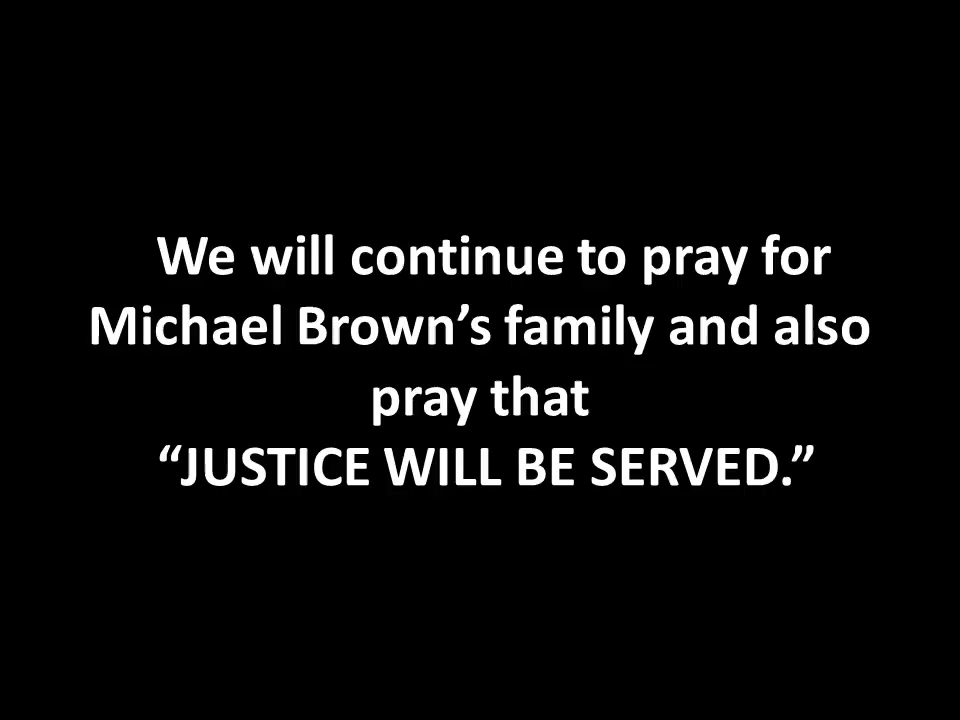 We will continue to pray for
Michael Brown’s family and also
pray that
“JUSTICE WILL BE SERVED.”